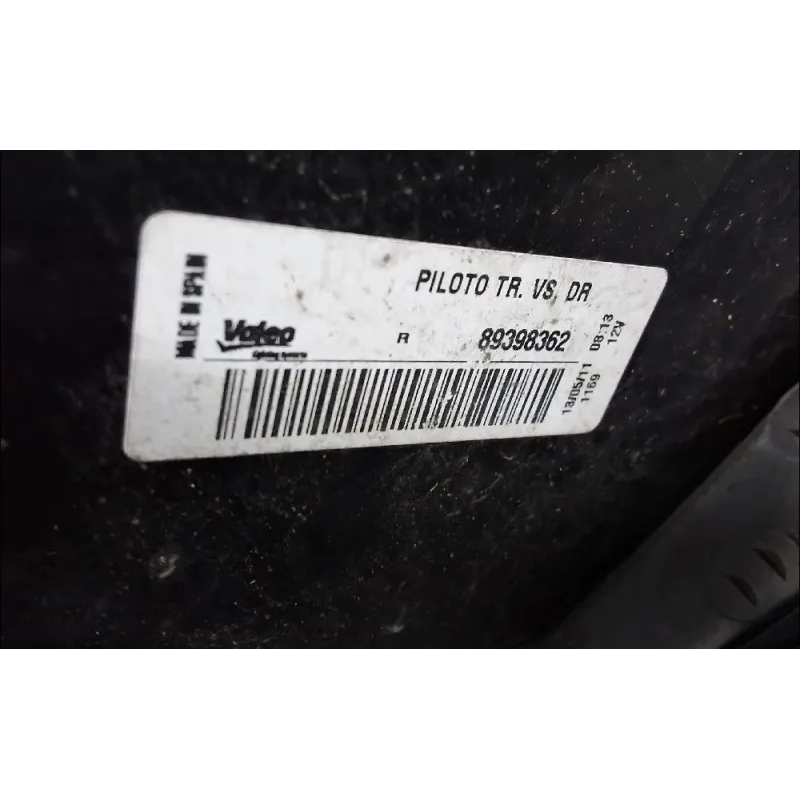 MADE IN SPAIN
PILOTO TR. VS. DR
Valeo
R 89398362
13/05/11 08:13
1169 12V